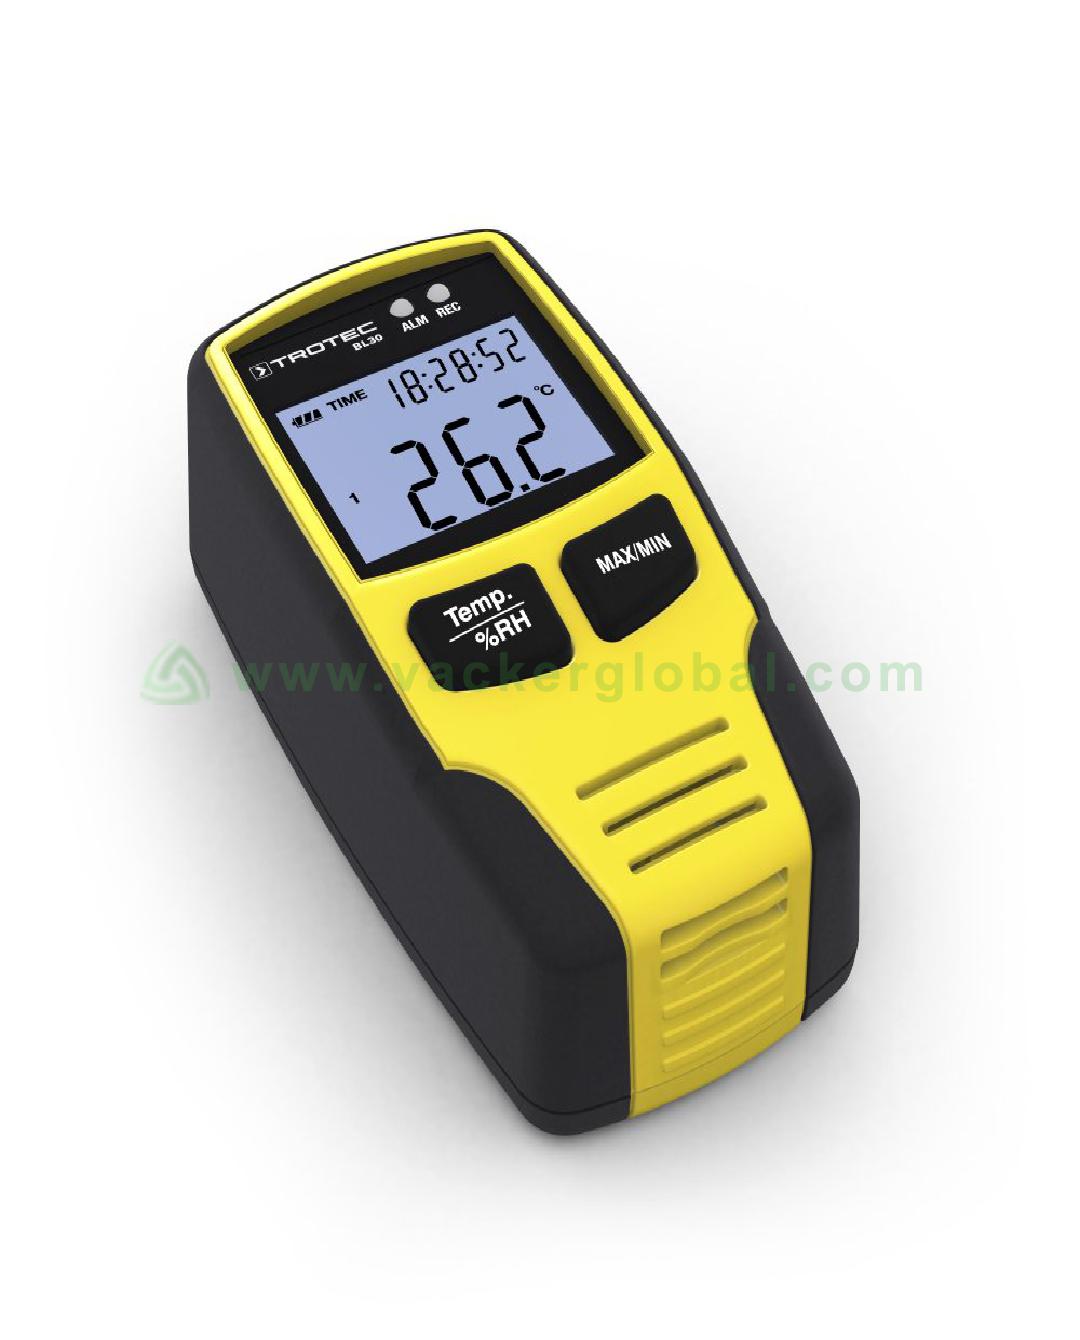 ALM REC
TROTEC
BL30
TIME 18:28:52
26.2 °C
1
MAX/MIN
Temp.
%RH
www.vackerglobal.com